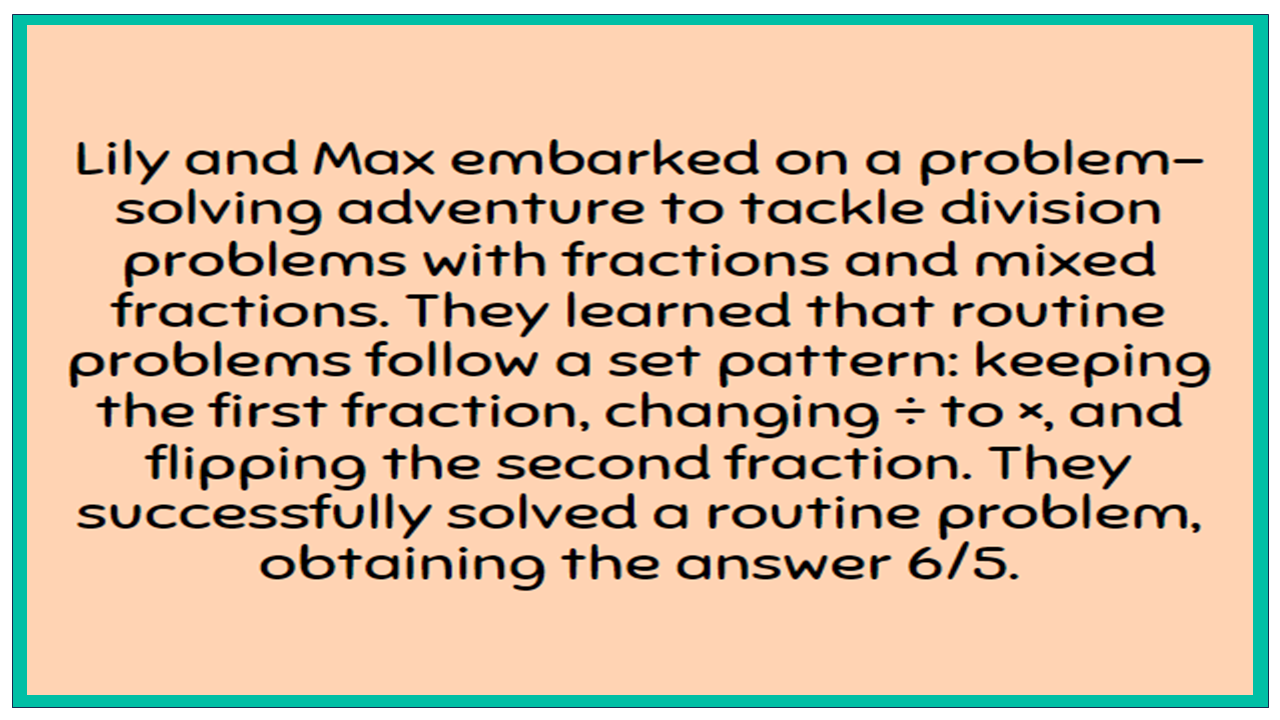 Lily and Max embarked on a problem-
solving adventure to tackle division
problems with fractions and mixed
fractions. They learned that routine
problems follow a set pattern: keeping
the first fraction, changing ÷ to ×, and
flipping the second fraction. They
successfully solved a routine problem,
obtaining the answer 6/5.